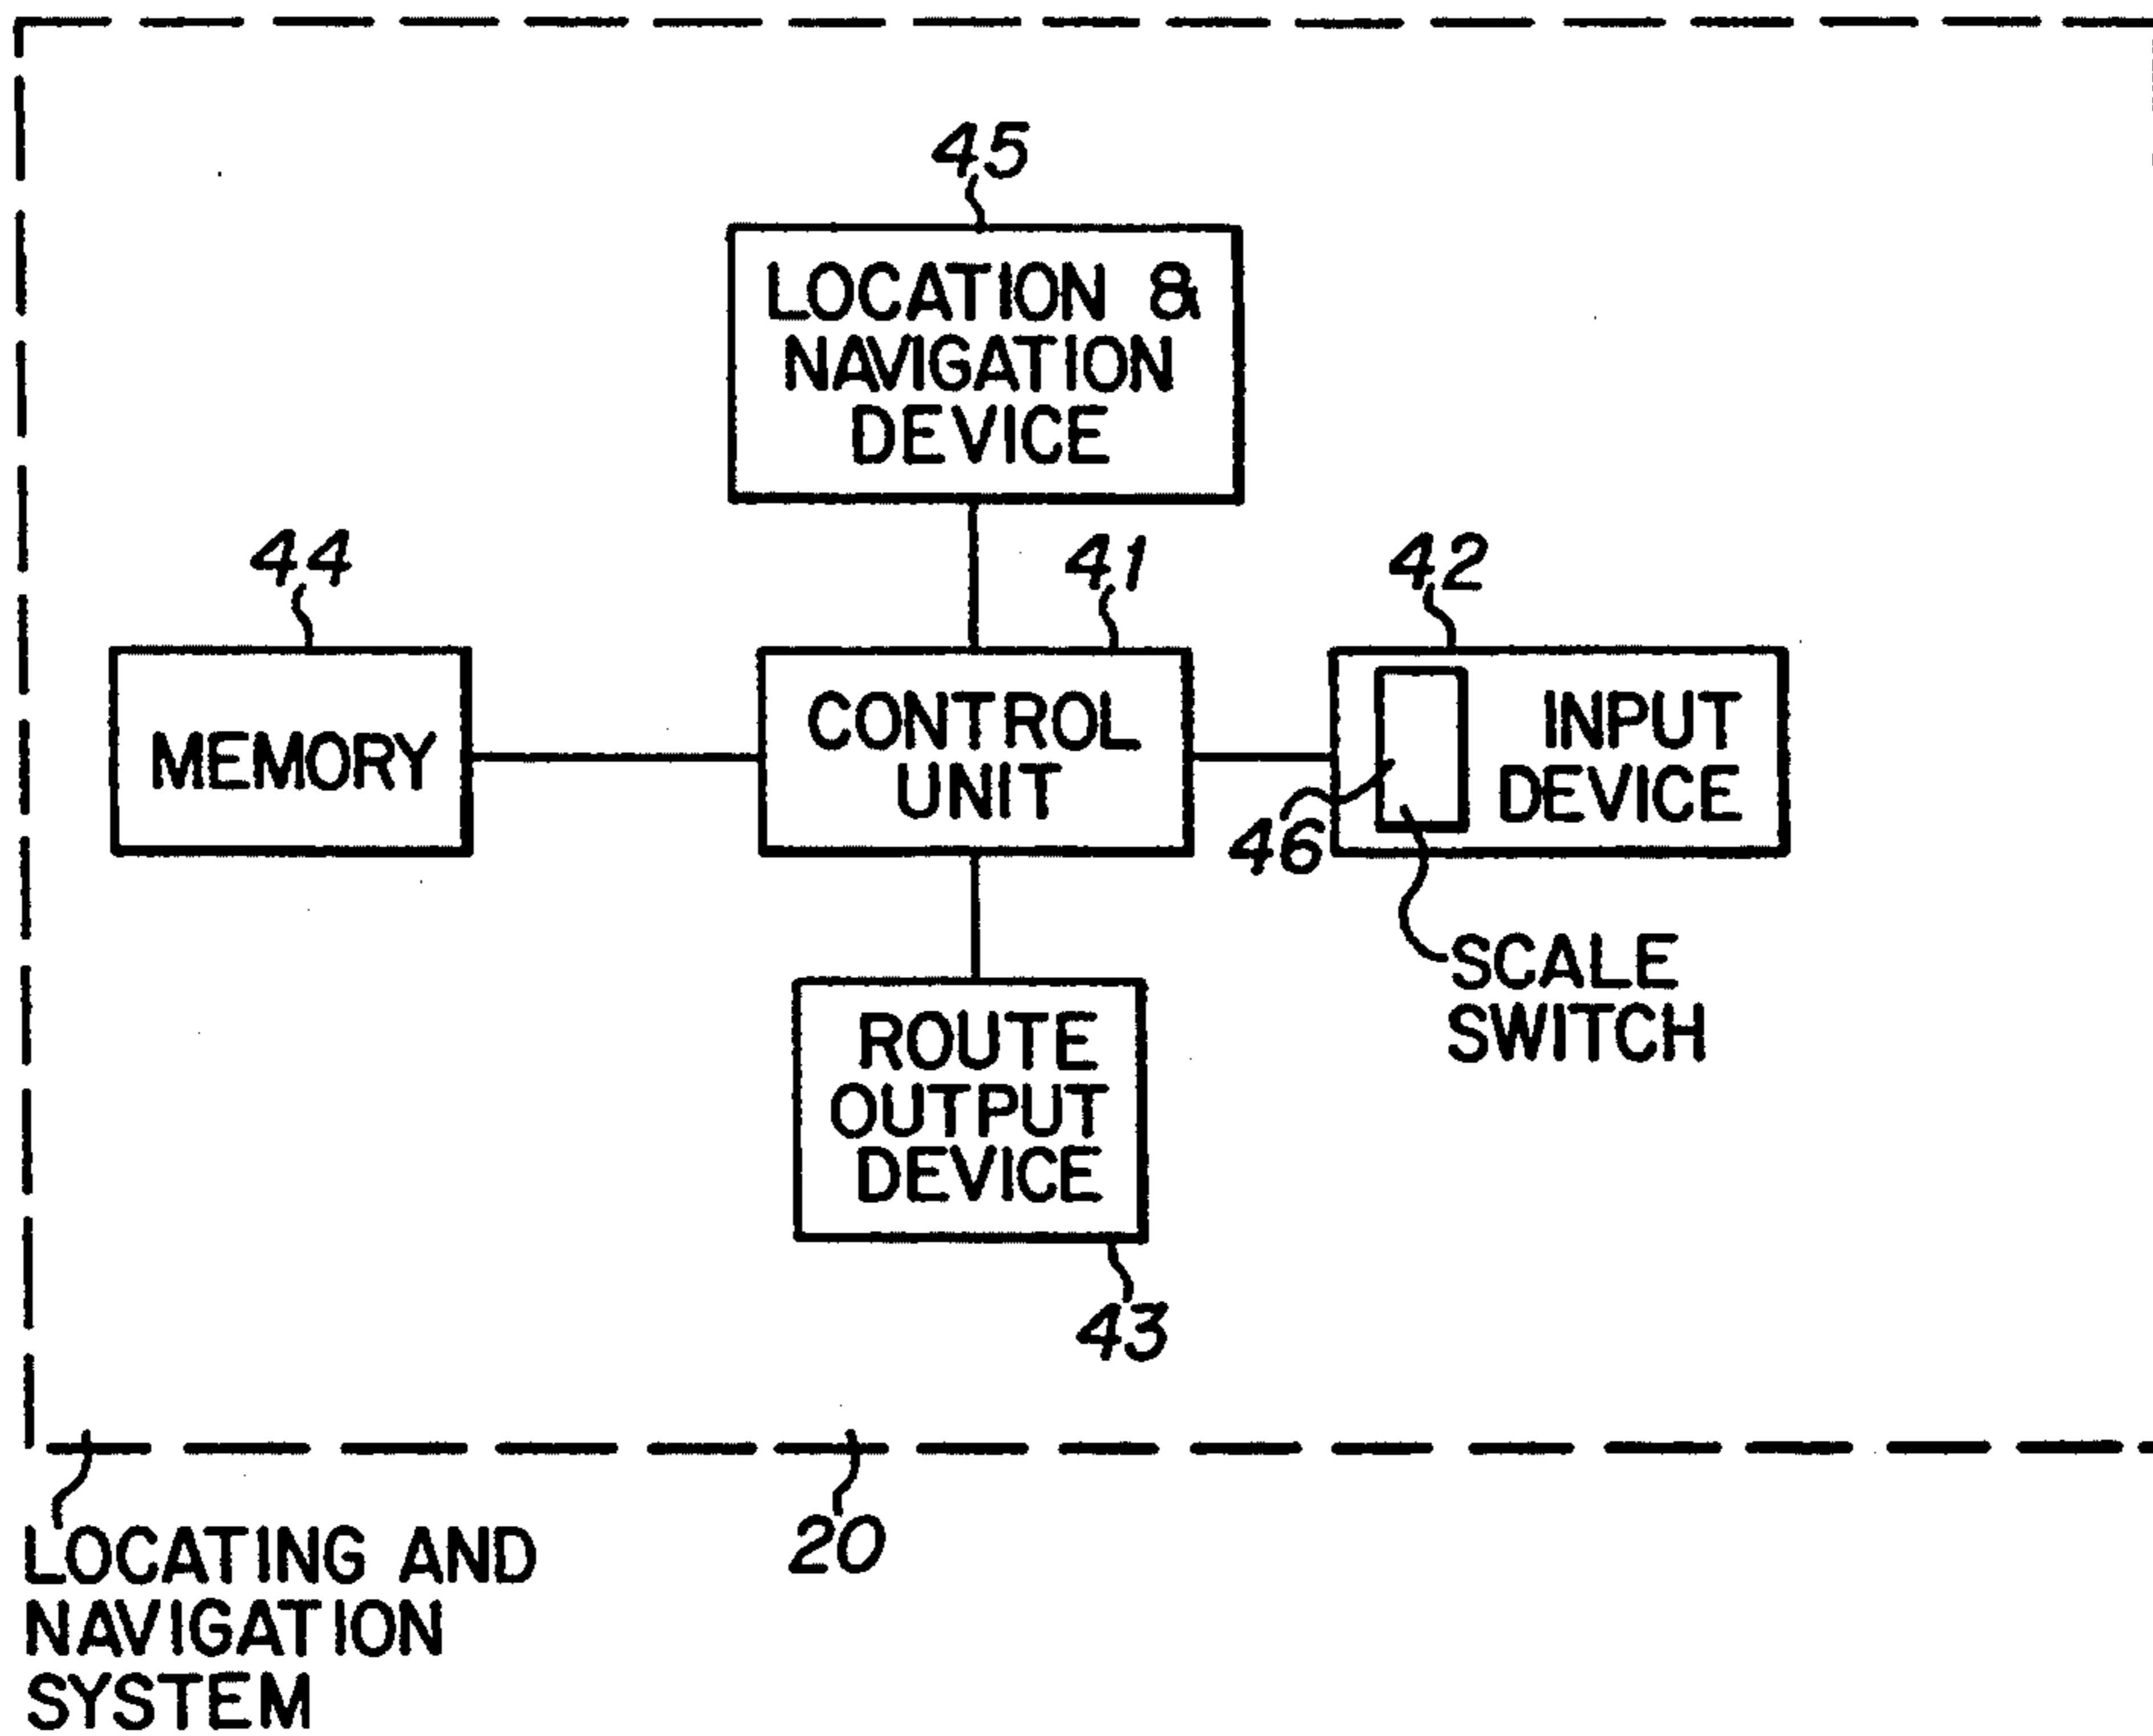 45
LOCATION &
NAVIGATION
DEVICE
44
41
42
MEMORY
CONTROL
UNIT
INPUT
DEVICE
46
SCALE
SWITCH
ROUTE
OUTPUT
DEVICE
43
20
LOCATING AND
NAVIGATION
SYSTEM